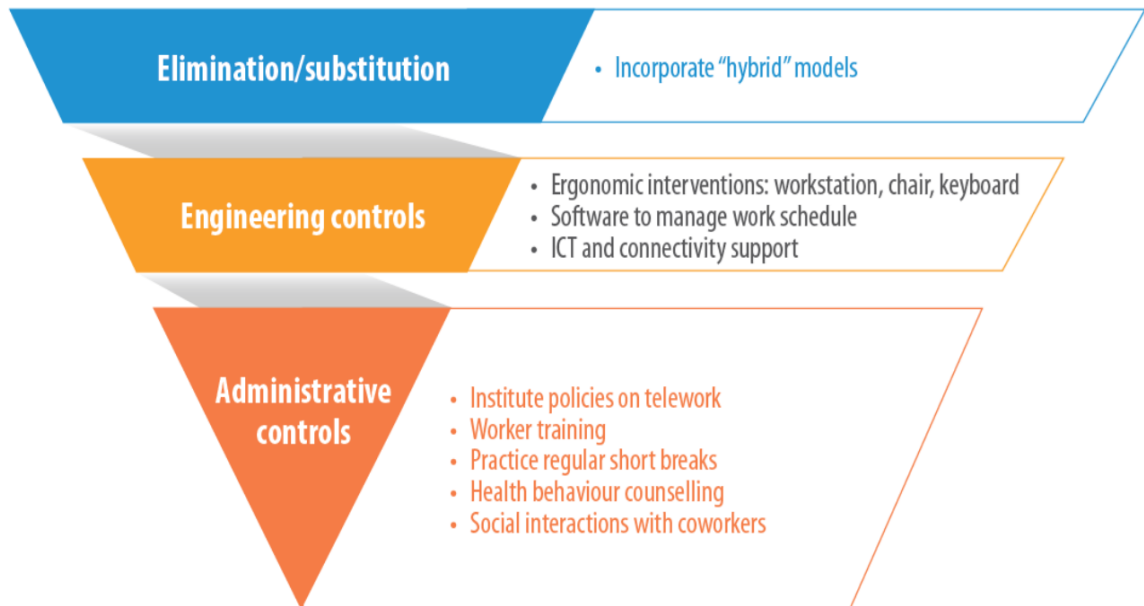 Elimination/substitution
• Incorporate “hybrid” models
Engineering controls
• Ergonomic interventions: workstation, chair, keyboard
• Software to manage work schedule
• ICT and connectivity support
Administrative
controls
• Institute policies on telework
• Worker training
• Practice regular short breaks
• Health behaviour counselling
• Social interactions with coworkers